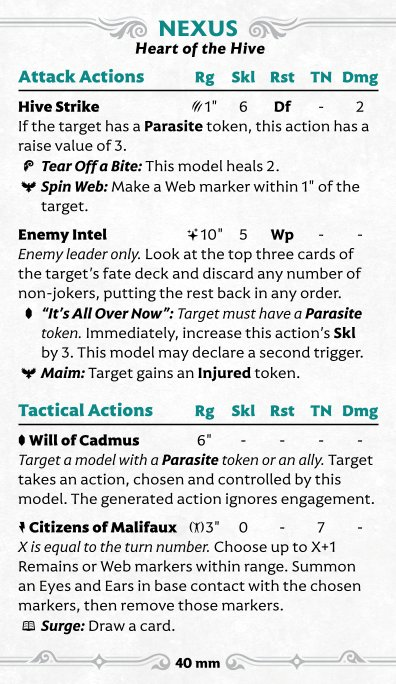 NEXUS
Heart of the Hive
Attack Actions Rg Skl Rst TN Dmg
Hive Strike 1" 6 Df - 2
If the target has a Parasite token, this action has a
raise value of 3.
Tear Off a Bite: This model heals 2.
Spin Web: Make a Web marker within 1" of the
target.
Enemy Intel 10" 5 Wp - -
Enemy leader only. Look at the top three cards of
the target's fate deck and discard any number of
non-jokers, putting the rest back in any order.
"It's All Over Now": Target must have a Parasite
token. Immediately, increase this action's Skl
by 3. This model may declare a second trigger.
Maim: Target gains an Injured token.
Tactical Actions Rg Skl Rst TN Dmg
Will of Cadmus 6" - - - -
Target a model with a Parasite token or an ally. Target
takes an action, chosen and controlled by this
model. The generated action ignores engagement.
Citizens of Malifaux 3" 0 - 7 -
X is equal to the turn number. Choose up to X+1
Remains or Web markers within range. Summon
an Eyes and Ears in base contact with the chosen
markers, then remove those markers.
Surge: Draw a card.
40 mm